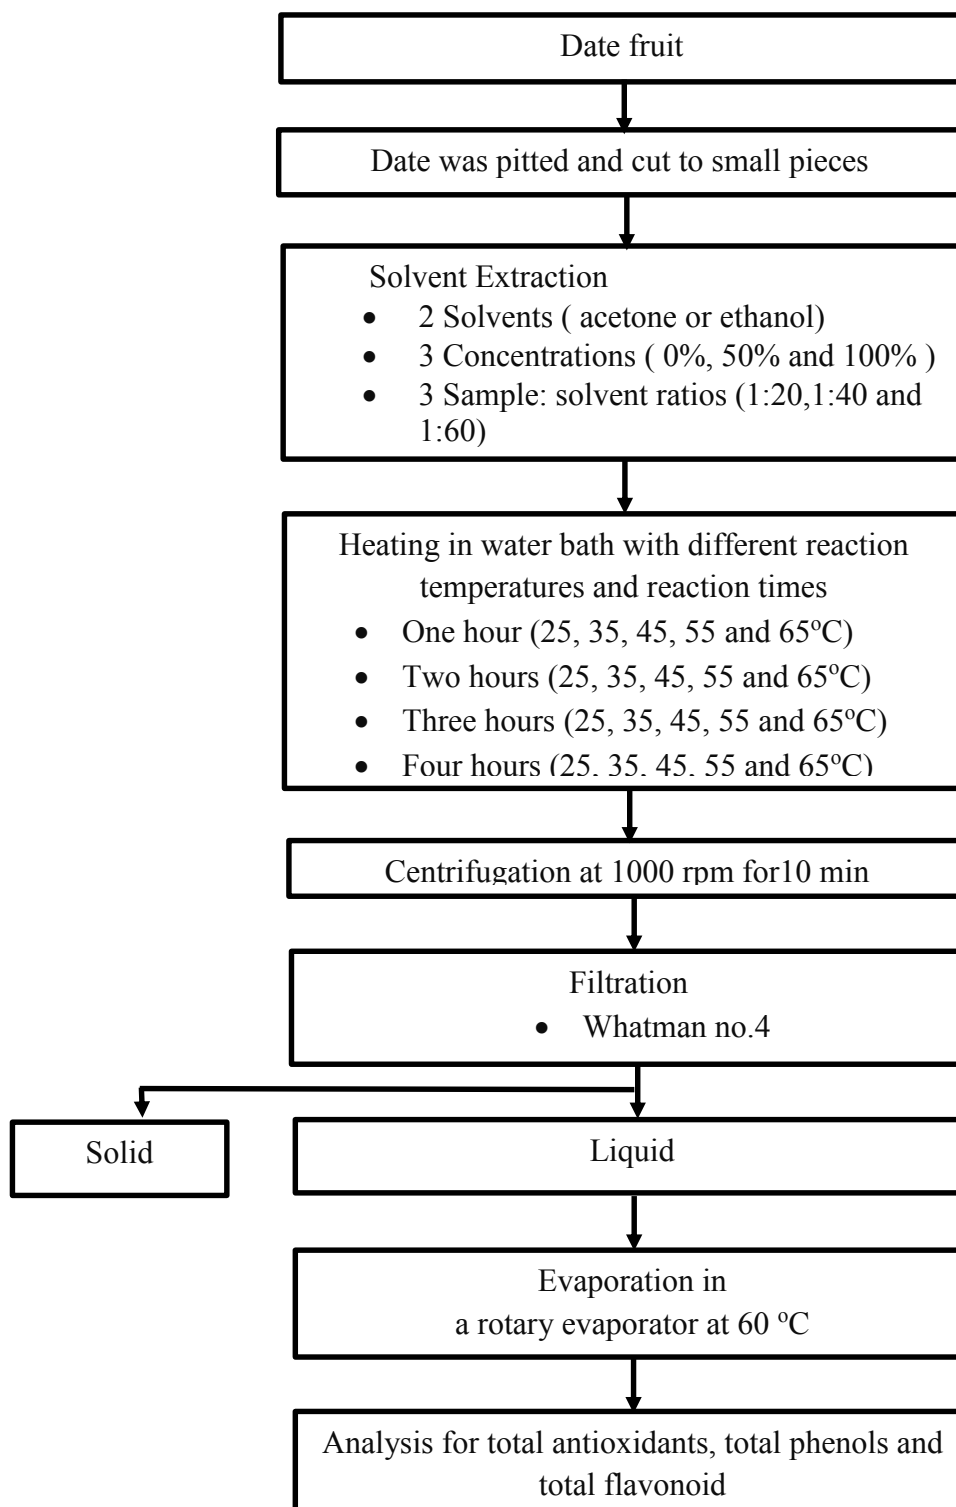 Date fruit
Date was pitted and cut to small pieces
Solvent Extraction
• 2 Solvents ( acetone or ethanol)
• 3 Concentrations ( 0%, 50% and 100% )
• 3 Sample: solvent ratios (1:20,1:40 and
1:60)
Heating in water bath with different reaction
temperatures and reaction times
• One hour (25, 35, 45, 55 and 65ºC)
• Two hours (25, 35, 45, 55 and 65ºC)
• Three hours (25, 35, 45, 55 and 65ºC)
• Four hours (25, 35, 45, 55 and 65ºC)
Centrifugation at 1000 rpm for10 min
Filtration
• Whatman no.4
Solid
Liquid
Evaporation in
a rotary evaporator at 60 ºC
Analysis for total antioxidants, total phenols and
total flavonoid